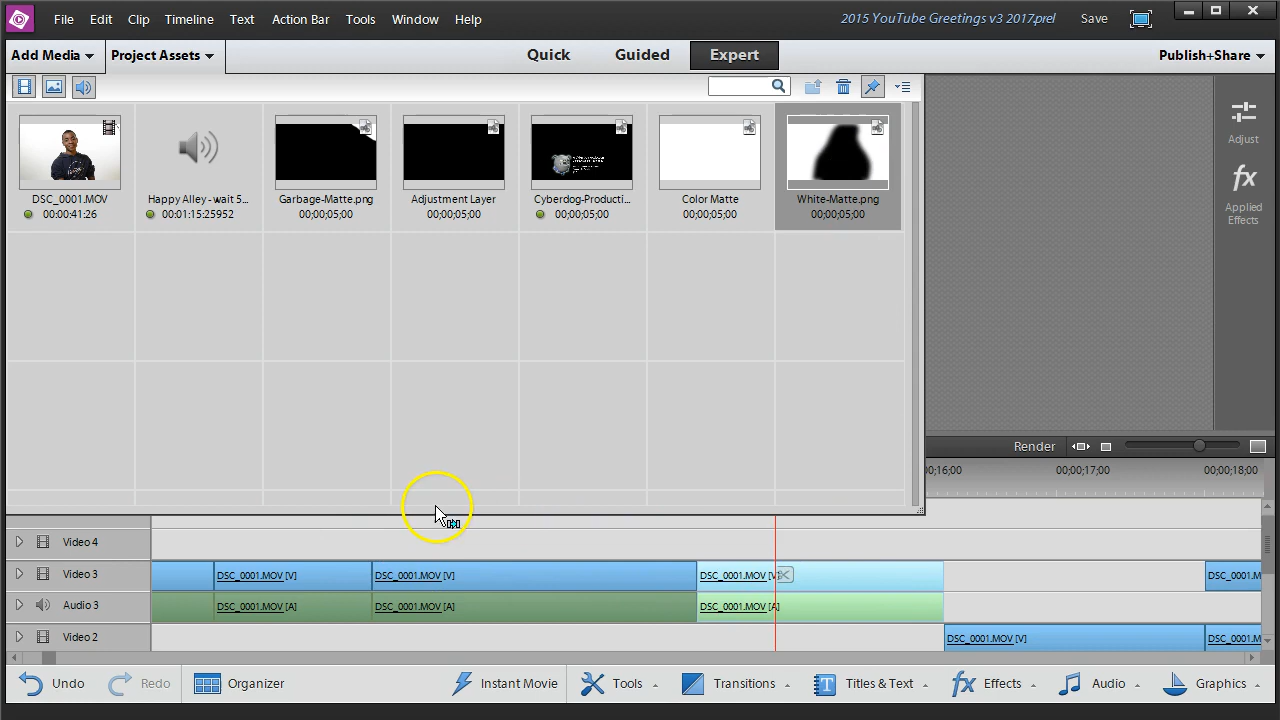 File Edit Clip Timeline Text Action Bar Tools Window Help
2015 YouTube Greetings v3 2017.prel Save
Add Media Project Assets Quick Guided Expert Publish+Share
DSC_0001.MOV
00:00:41:26
Happy Alley - wait 5...
00:01:15:25952
Garbage-Matte.png
00;00;05;00
Adjustment Layer
00;00;05;00
Cyberdog-Producti...
00;00;05;00
Color Matte
00;00;05;00
White-Matte.png
00;00;05;00
Adjust
fx
Applied
Effects
Render
;00;16;00 00;00;17;00 00;00;18;00
Video 4
Video 3 DSC_0001.MOV [V] DSC_0001.MOV [V] DSC_0001.MOV [V] DSC_0001.M
Audio 3 DSC_0001.MOV [A] DSC_0001.MOV [A] DSC_0001.MOV [A]
Video 2 DSC_0001.MOV [V] DSC_0001.M
Undo Redo Organizer Instant Movie Tools Transitions T Titles & Text fx Effects Audio Graphics